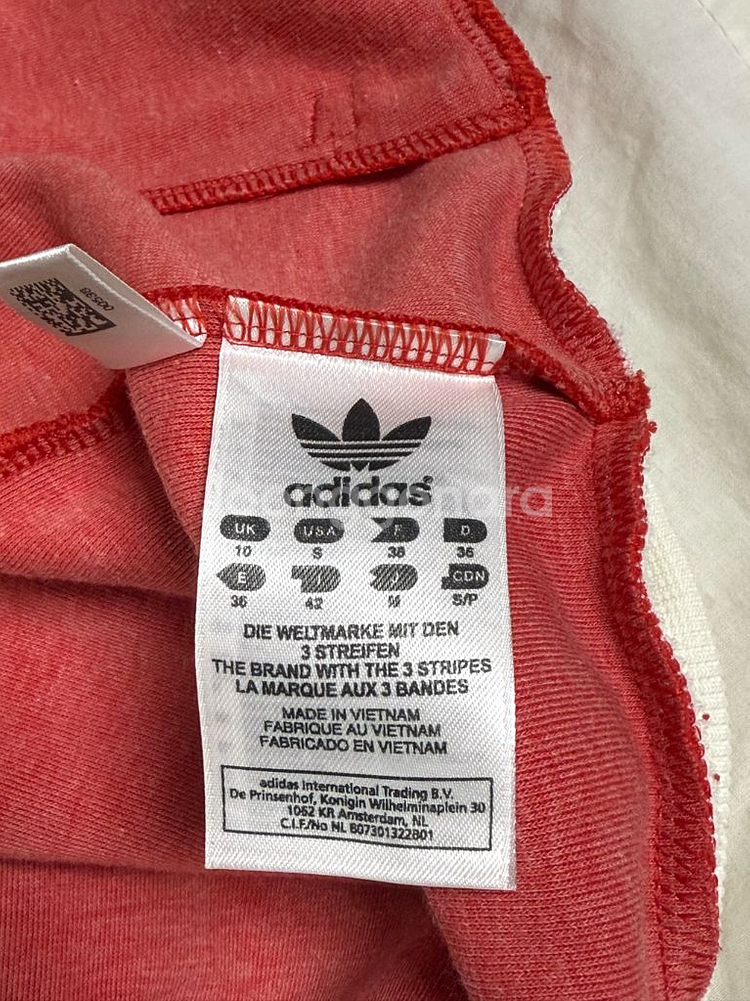 00538
adidas
UK USA F D
10 S 38 36
E I J CDN
36 42 M S/P
DIE WELTMARKE MIT DEN
3 STREIFEN
THE BRAND WITH THE 3 STRIPES
LA MARQUE AUX 3 BANDES
MADE IN VIETNAM
FABRIQUE AU VIETNAM
FABRICADO EN VIETNAM
adidas International Trading B.V.
De Prinsenhof, Konigin Wilhelminaplein 30
1062 KR Amsterdam, NL
C.I.F./No NL 807301322B01